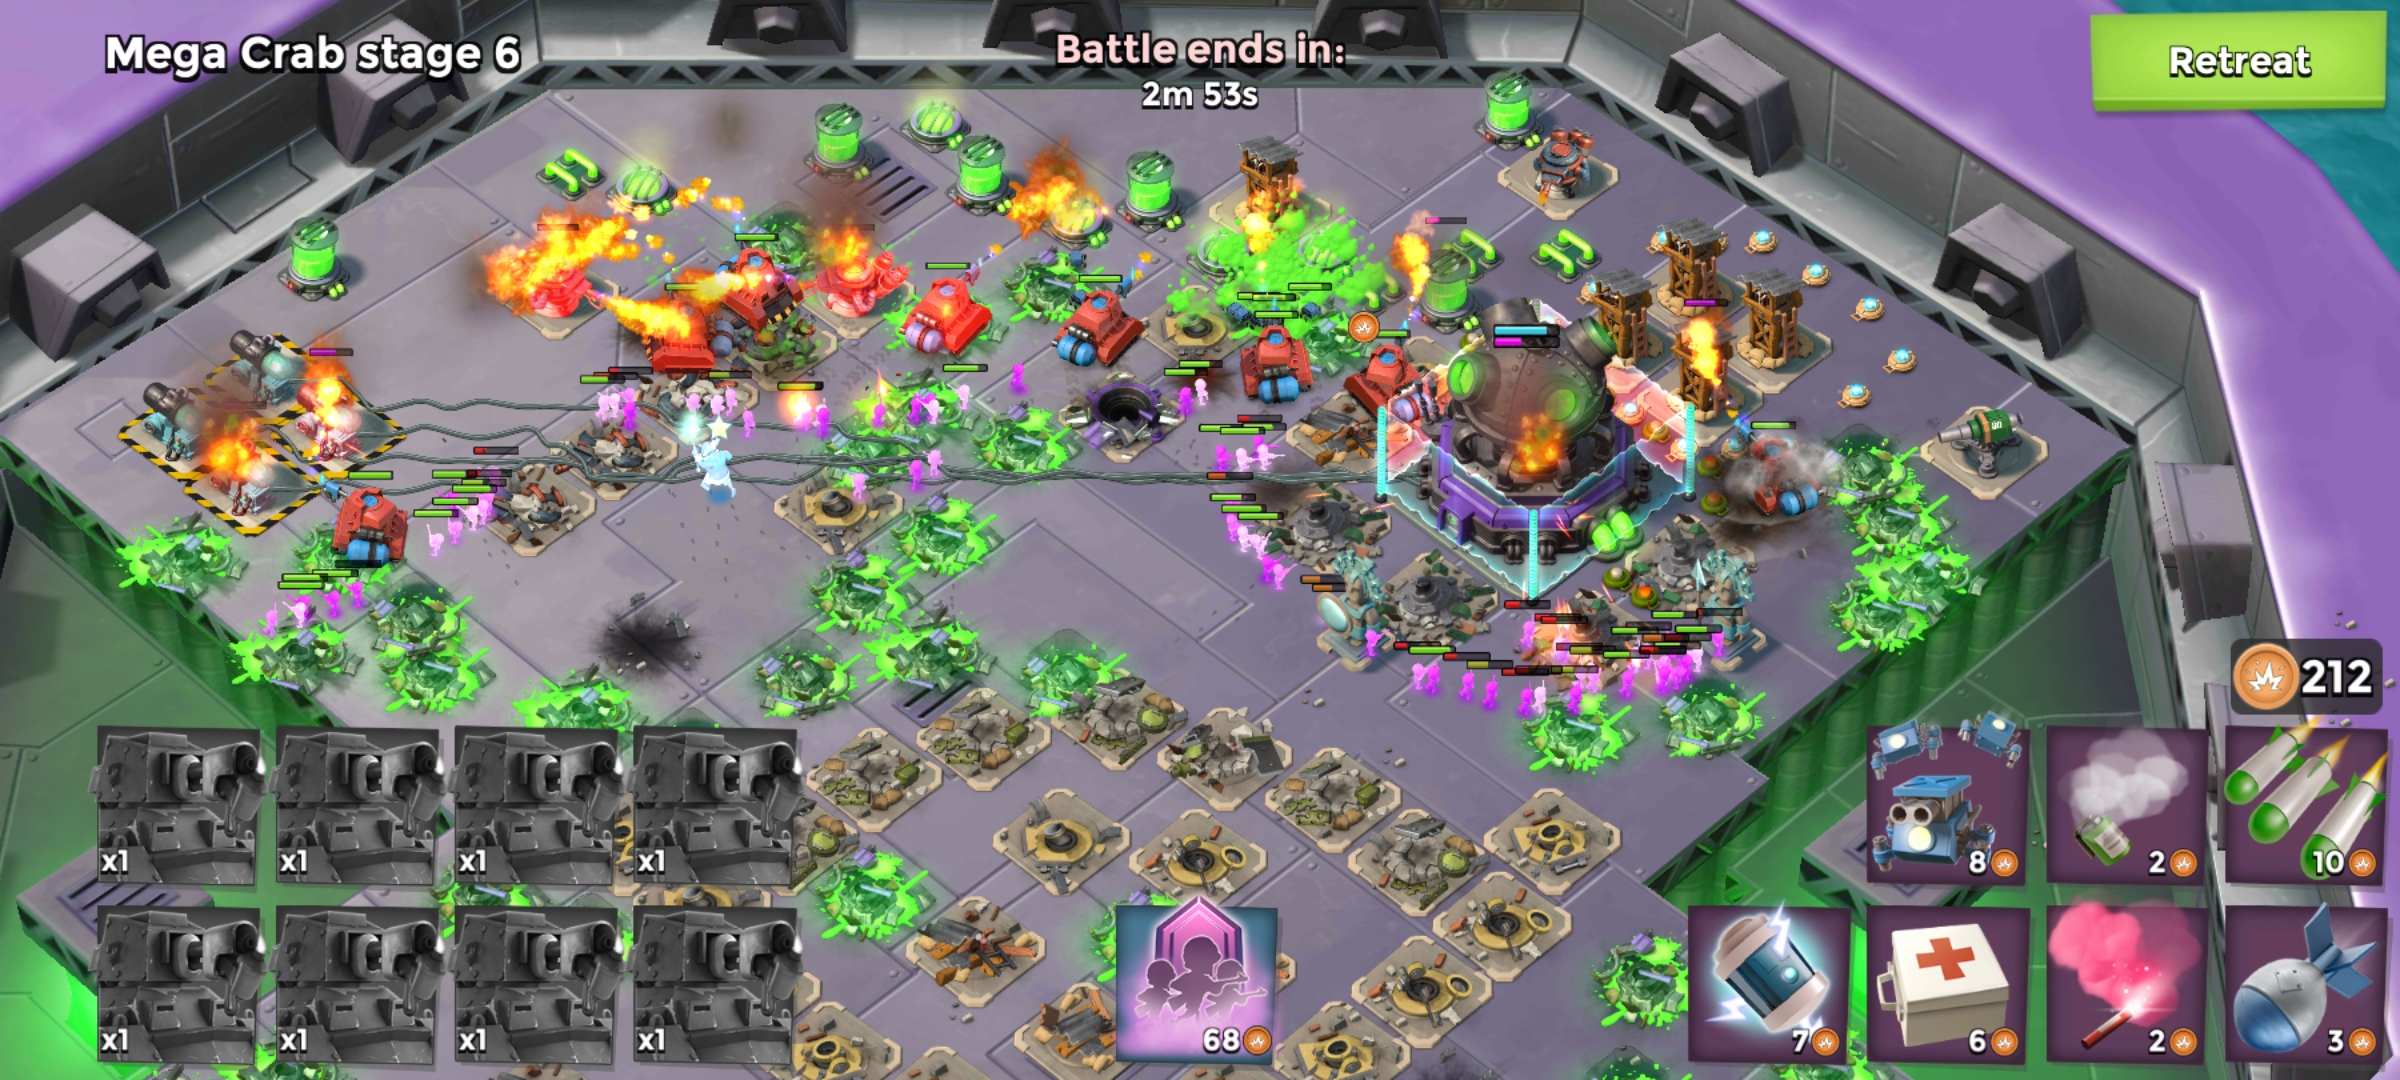 Mega Crab stage 6
Battle ends in:
2m 53s
Retreat
212
8
2
10
x1
x1
x1
x1
x1
x1
x1
x1
68
7
6
2
3